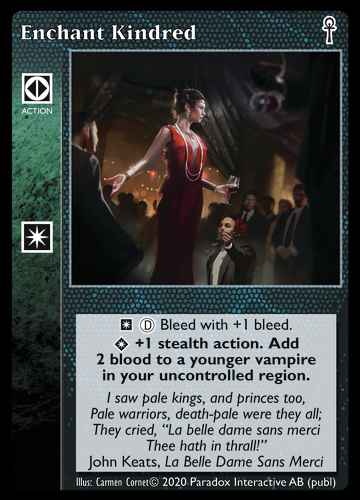 Enchant Kindred
ACTION
D Bleed with +1 bleed.
+1 stealth action. Add
2 blood to a younger vampire
in your uncontrolled region.
I saw pale kings, and princes too,
Pale warriors, death-pale were they all;
They cried, “La belle dame sans merci
Thee hath in thrall!”
John Keats, La Belle Dame Sans Merci
Illus: Carmen Cornet© 2020 Paradox Interactive AB (publ)